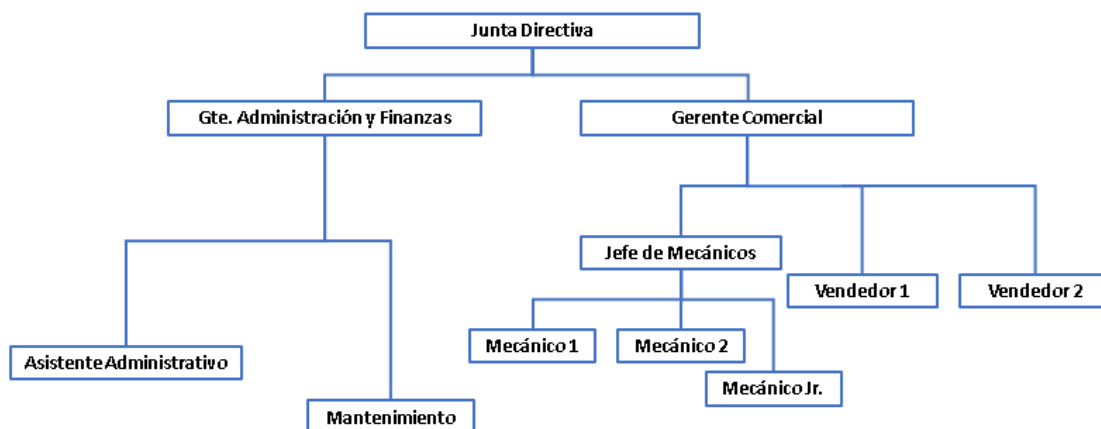 Junta Directiva
Gte. Administración y Finanzas
Gerente Comercial
Jefe de Mecánicos
Vendedor 1
Vendedor 2
Mecánico 1
Mecánico 2
Asistente Administrativo
Mecánico Jr.
Mantenimiento